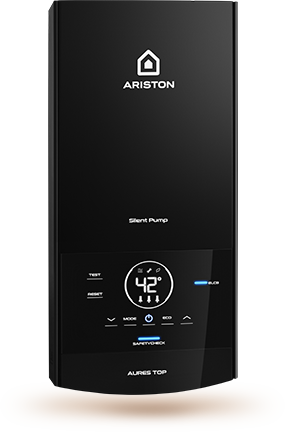 ARISTON
Silent Pump
TEST
RESET
42°
ELCB
MODE
ECO
SAFETYCHECK
AURES TOP